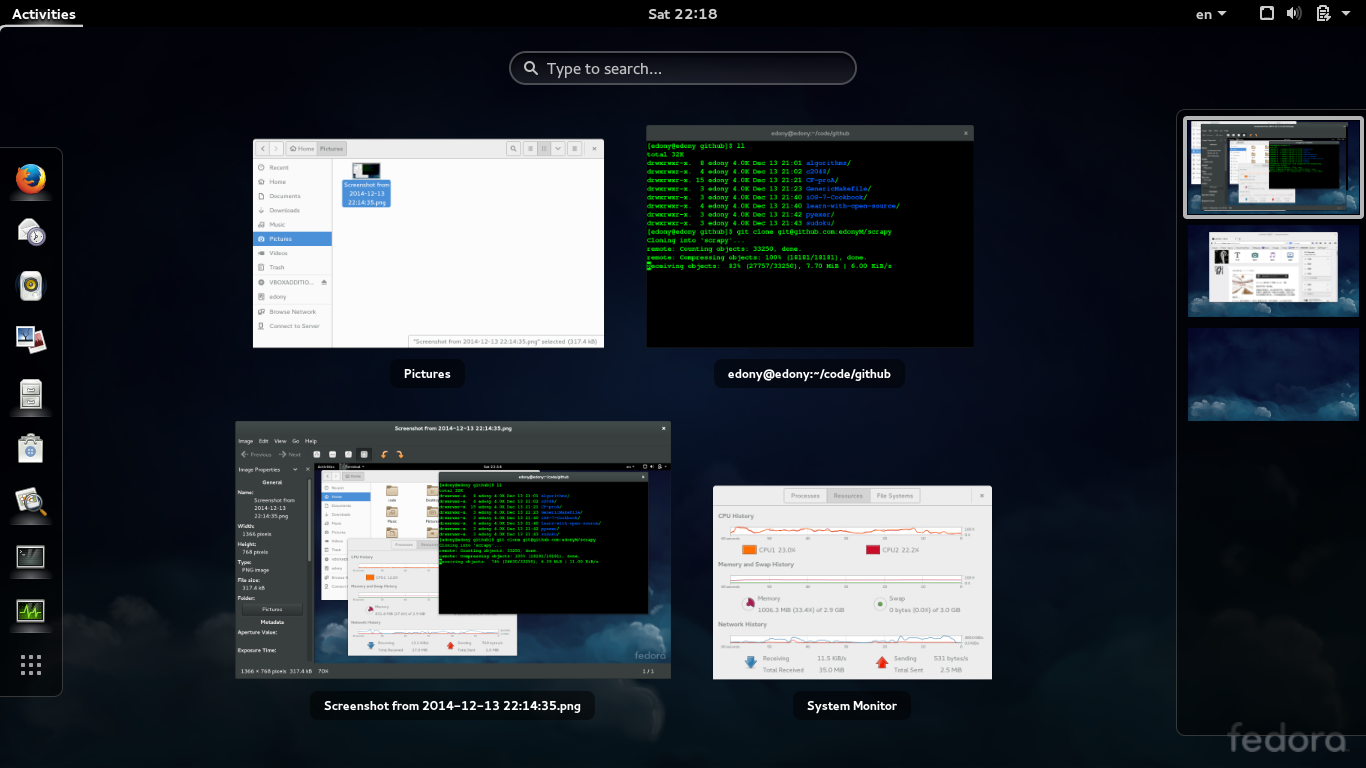 Activities
Sat 22:18
en
Type to search...
Home Pictures
Recent
Home
Documents
Downloads
Music
Pictures
Videos
Trash
VBOXADDITIO...
edony
Browse Network
Connect to Server
Screenshot from
2014-12-13
22:14:35.png
"Screenshot from 2014-12-13 22:14:35.png" selected (317.4 kB)
Pictures
edony@edony:~/code/github
[edony@edony github]$ ll
total 32K
drwxrwxr-x. 8 edony 4.0K Dec 13 21:01 algorithms/
drwxrwxr-x. 4 edony 4.0K Dec 13 21:02 c2048/
drwxrwxr-x. 15 edony 4.0K Dec 13 21:21 CF-proA/
drwxrwxr-x. 3 edony 4.0K Dec 13 21:23 GenericMakefile/
drwxrwxr-x. 3 edony 4.0K Dec 13 21:40 iOS-7-Cookbook/
drwxrwxr-x. 3 edony 4.0K Dec 13 21:40 learn-with-open-source/
drwxrwxr-x. 3 edony 4.0K Dec 13 21:42
drwxrwxr-x. 3 edony 4.0K Dec 13 21:43 sudoku/
[edony@edony github]$ git clone git@github.com:edonyM/scrapy
Cloning into 'scrapy'...
remote: Counting objects: 33250, done.
remote: Compressing objects: 100% (18181/18181), done.
Receiving objects: 83% (27757/33250), 7.70 MiB | 6.00 MiB/s
edony@edony:~/code/github
Screenshot from 2014-12-13 22:14:35.png
Image Edit View Go Help
Previous Next
Image Properties
General
Name:
Screenshot from
2014-12-13
22:14:35.png
Width:
1366 pixels
Height:
768 pixels
Type:
PNG image
File size:
317.4 kB
Folder:
Pictures
Metadata
Aperture Value:
Exposure Time:
1366 × 768 pixels 317.4 kB 70%
1 / 1
fedora
Screenshot from 2014-12-13 22:14:35.png
Processes Resources File Systems
CPU History
CPU1 23.0%
CPU2 22.2%
Memory and Swap History
Memory
1006.3 MiB (33.4%) of 2.9 GiB
Swap
0 bytes (0.0%) of 3.0 GiB
Network History
Receiving 11.5 KiB/s
Total Received 35.0 MiB
Sending 531 bytes/s
Total Sent 2.5 MiB
System Monitor
fedora